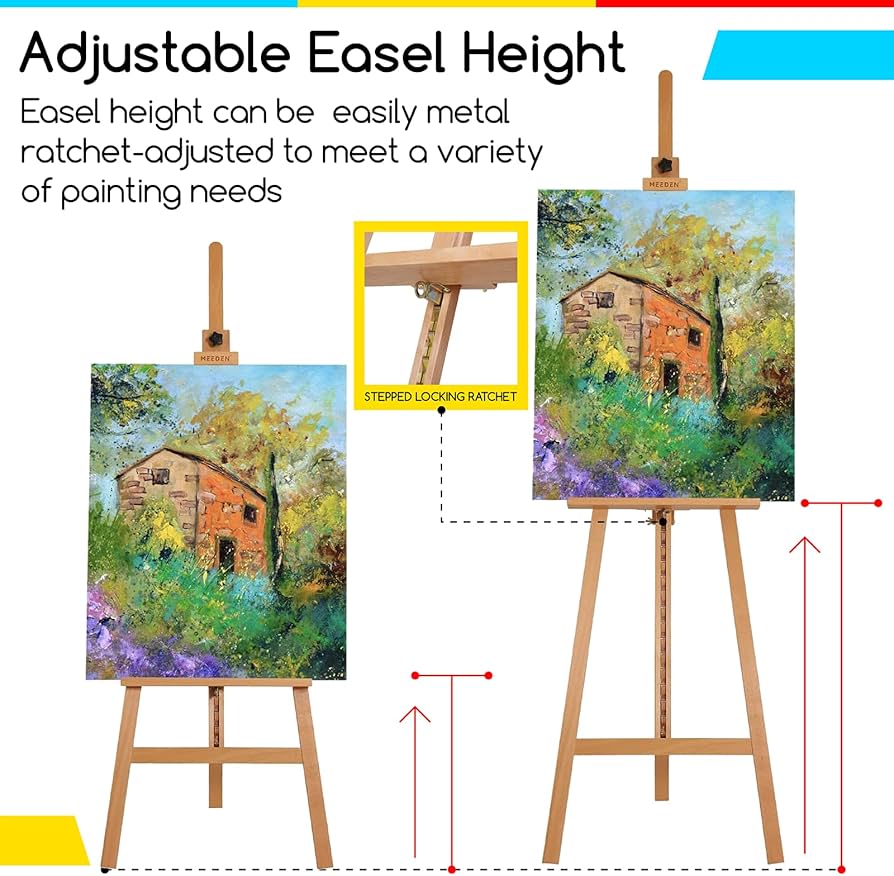 Adjustable Easel Height
Easel height can be  easily metal
ratchet-adjusted to meet a variety
of painting needs
MEEDEN
STEPPED LOCKING RATCHET
MEEDEN